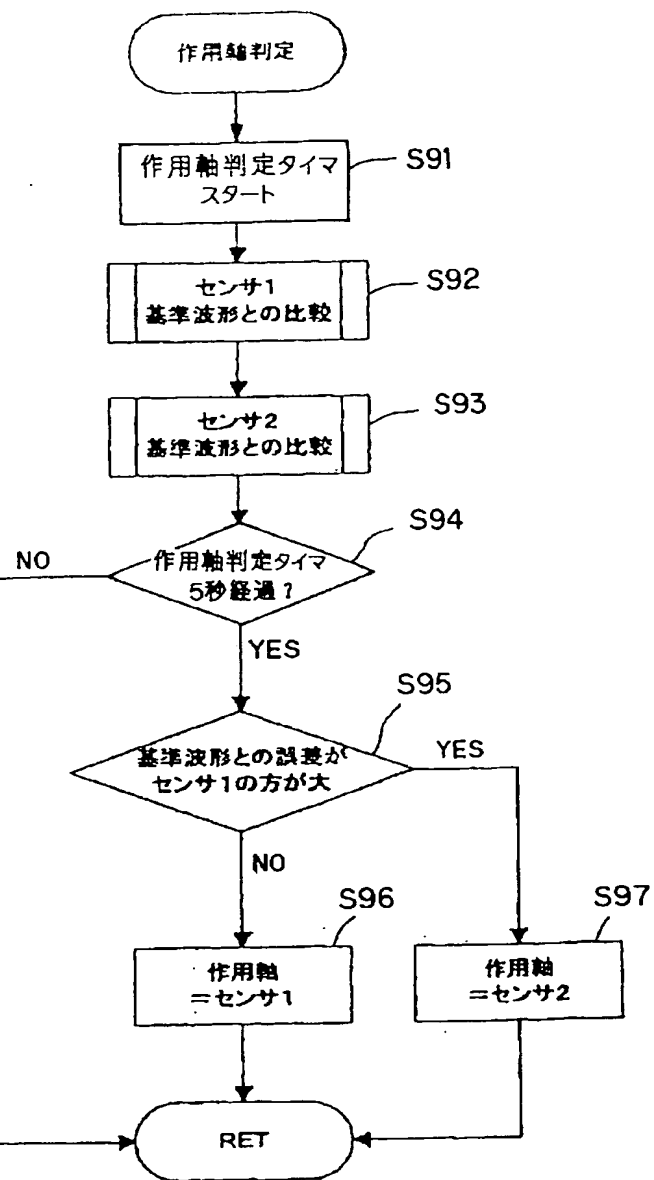 作用軸判定
作用軸判定タイマ
スタート
S91
センサ1
基準波形との比較
S92
センサ2
基準波形との比較
S93
作用軸判定タイマ
5秒経過?
S94
NO
YES
基準波形との誤差が
センサ1の方が大
S95
YES
NO
作用軸
=センサ1
S96
作用軸
=センサ2
S97
RET